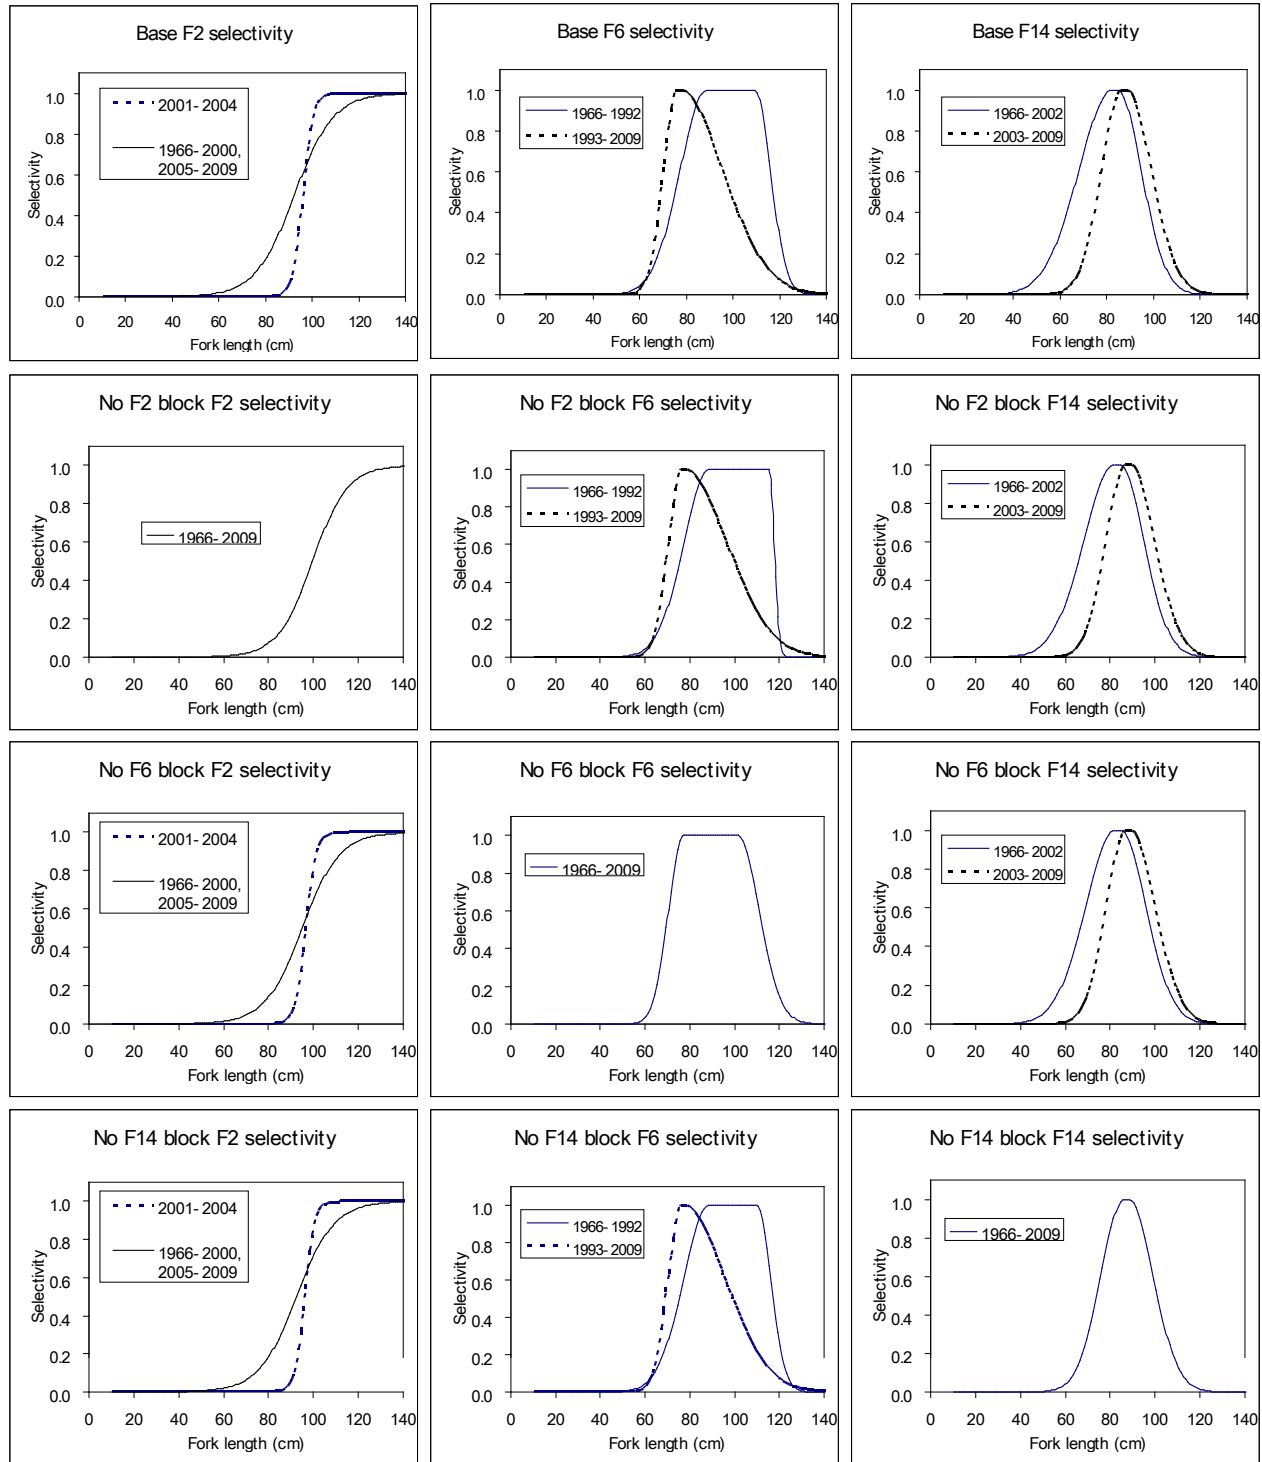 Base F2 selectivity
Selectivity
1.0
0.8
0.6
0.4
0.2
0.0
2001-2004
1966-2000,
2005-2009
0 20 40 60 80 100 120 140
Fork length (cm)
Base F6 selectivity
Selectivity
1.0
0.8
0.6
0.4
0.2
0.0
1966-1992
1993-2009
0 20 40 60 80 100 120 140
Fork length (cm)
Base F14 selectivity
Selectivity
1.0
0.8
0.6
0.4
0.2
0.0
1966-2002
2003-2009
0 20 40 60 80 100 120 140
Fork length (cm)
No F2 block F2 selectivity
Selectivity
1.0
0.8
0.6
0.4
0.2
0.0
1966-2009
0 20 40 60 80 100 120 140
Fork length (cm)
No F2 block F6 selectivity
Selectivity
1.0
0.8
0.6
0.4
0.2
0.0
1966-1992
1993-2009
0 20 40 60 80 100 120 140
Fork length (cm)
No F2 block F14 selectivity
Selectivity
1.0
0.8
0.6
0.4
0.2
0.0
1966-2002
2003-2009
0 20 40 60 80 100 120 140
Fork length (cm)
No F6 block F2 selectivity
Selectivity
1.0
0.8
0.6
0.4
0.2
0.0
2001-2004
1966-2000,
2005-2009
0 20 40 60 80 100 120 140
Fork length (cm)
No F6 block F6 selectivity
Selectivity
1.0
0.8
0.6
0.4
0.2
0.0
1966-2009
0 20 40 60 80 100 120 140
Fork length (cm)
No F6 block F14 selectivity
Selectivity
1.0
0.8
0.6
0.4
0.2
0.0
1966-2002
2003-2009
0 20 40 60 80 100 120 140
Fork length (cm)
No F14 block F2 selectivity
Selectivity
1.0
0.8
0.6
0.4
0.2
0.0
2001-2004
1966-2000,
2005-2009
0 20 40 60 80 100 120 140
Fork length (cm)
No F14 block F6 selectivity
Selectivity
1.0
0.8
0.6
0.4
0.2
0.0
1966-1992
1993-2009
0 20 40 60 80 100 120 140
Fork length (cm)
No F14 block F14 selectivity
Selectivity
1.0
0.8
0.6
0.4
0.2
0.0
1966-2009
0 20 40 60 80 100 120 140
Fork length (cm)